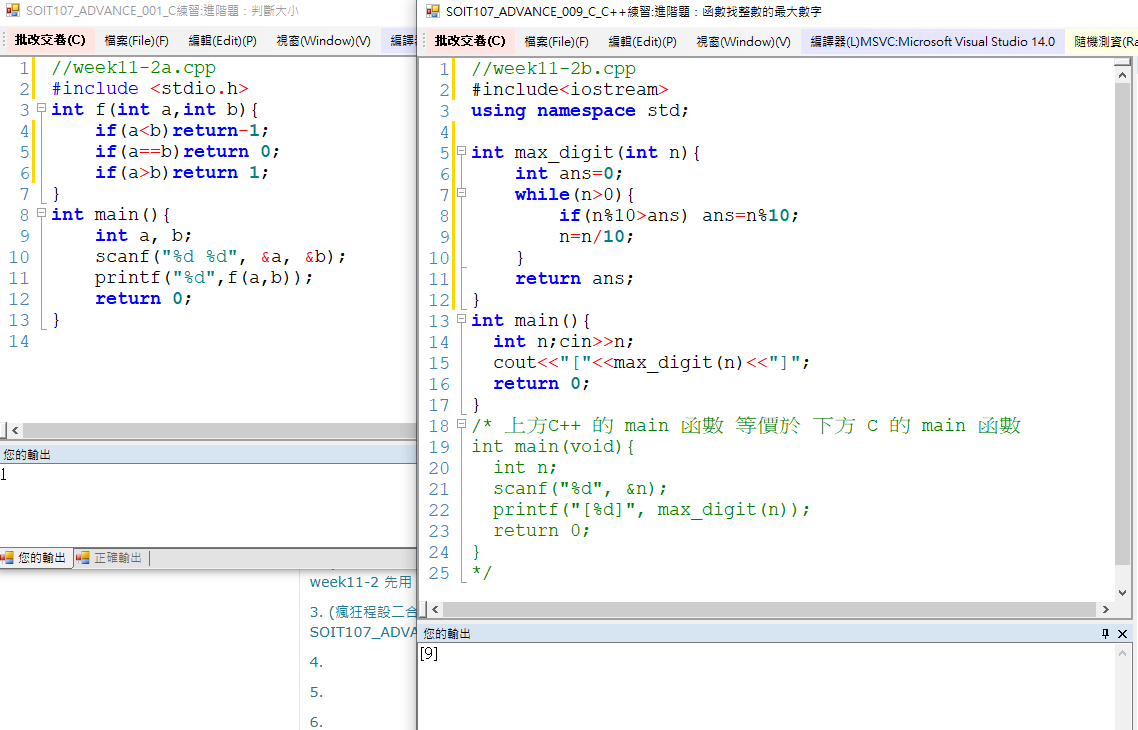 SOIT107_ADVANCE_001_C練習:進階題：判斷大小
批改交卷(C) 檔案(File)(F) 編輯(Edit)(P) 視窗(Window)(V) 編譯
1 //week11-2a.cpp
2 #include <stdio.h>
3 int f(int a,int b){
4 if(a<b)return-1;
5 if(a==b)return 0;
6 if(a>b)return 1;
7 }
8 int main(){
9 int a, b;
10 scanf("%d %d", &a, &b);
11 printf("%d",f(a,b));
12 return 0;
13 }
14
您的輸出
1
您的輸出 正確輸出
week11-2 先用
3. (瘋狂程設二合
SOIT107_ADVA
4.
5.
6.
SOIT107_ADVANCE_009_C_C++練習:進階題：函數找整數的最大數字
批改交卷(C) 檔案(File)(F) 編輯(Edit)(P) 視窗(Window)(V) 編譯器(L)MSVC:Microsoft Visual Studio 14.0 隨機測資(Ra
1 //week11-2b.cpp
2 #include<iostream>
3 using namespace std;
4
5 int max_digit(int n){
6 int ans=0;
7 while(n>0){
8 if(n%10>ans) ans=n%10;
9 n=n/10;
10 }
11 return ans;
12 }
13 int main(){
14 int n;cin>>n;
15 cout<<"["<<max_digit(n)<<"]";
16 return 0;
17 }
18 /* 上方C++ 的 main 函數 等價於 下方 C 的 main 函數
19 int main(void){
20 int n;
21 scanf("%d", &n);
22 printf("[%d]", max_digit(n));
23 return 0;
24 }
25 */
您的輸出
[9]